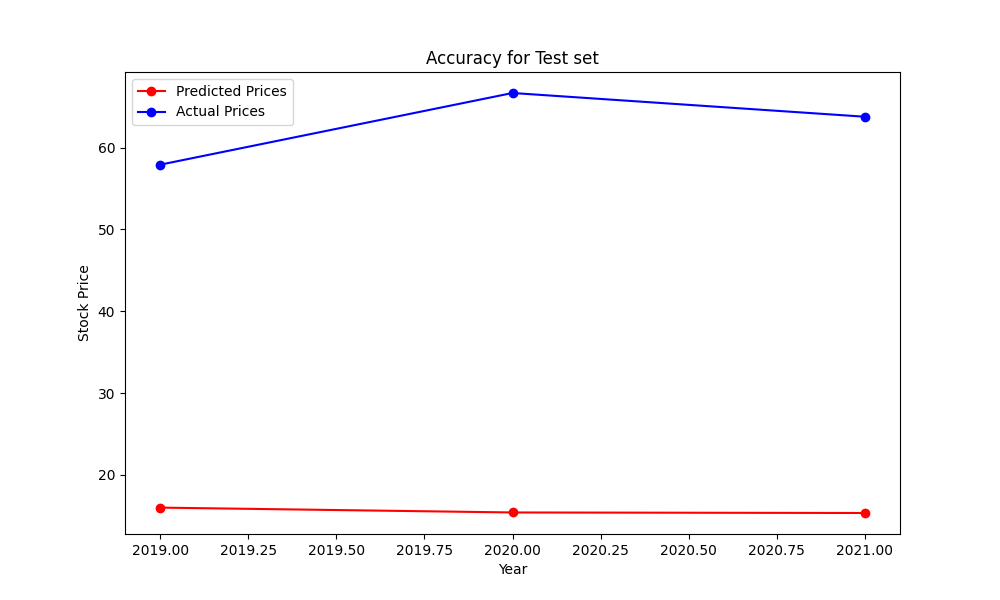 Accuracy for Test set
Predicted Prices
Actual Prices
60
50
40
30
20
Stock Price
2019.00 2019.25 2019.50 2019.75 2020.00 2020.25 2020.50 2020.75 2021.00
Year